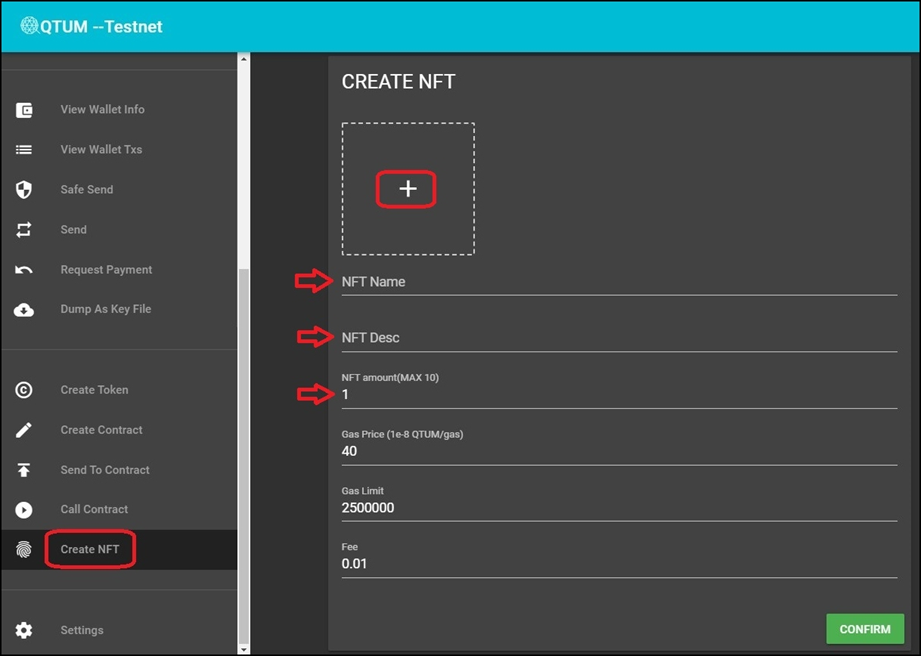 QTUM --Testnet
View Wallet Info
View Wallet Txs
Safe Send
Send
Request Payment
Dump As Key File
Create Token
Create Contract
Send To Contract
Call Contract
Create NFT
Settings
CREATE NFT
+
NFT Name
NFT Desc
NFT amount(MAX 10)
1
Gas Price (1e-8 QTUM/gas)
40
Gas Limit
2500000
Fee
0.01
CONFIRM